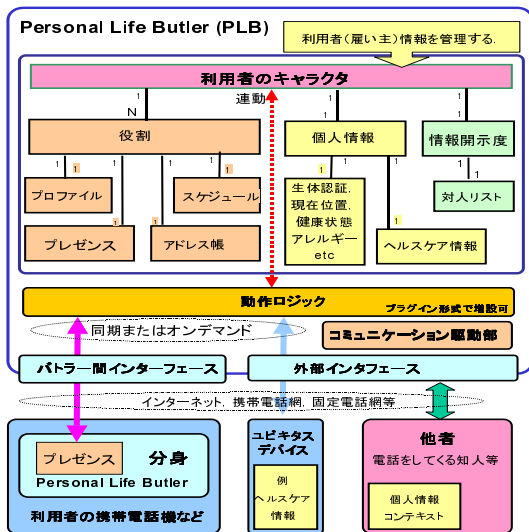 Personal Life Butler (PLB)
利用者(雇い主)情報を管理する.
利用者のキャラクタ
1
1
1
連動
N
1
1
役割
個人情報
情報開示度
1
1
1
1
1
1
1
1
1
1
プロファイル
スケジュール
生体認証,
現在位置,
健康状態
アレルギー
etc
対人リスト
1
1
1
1
プレゼンス
アドレス帳
ヘルスケア情報
動作ロジック
プラグイン形式で増設可
同期またはオンデマンド
コミュニケーション駆動部
バトラー間インターフェース
外部インタフェース
インターネット, 携帯電話網, 固定電話網等
プレゼンス
分身
Personal Life Butler
利用者の携帯電話機など
ユビキタス
デバイス
例
ヘルスケア
情報
他者
電話をしてくる知人等
個人情報
コンテキスト